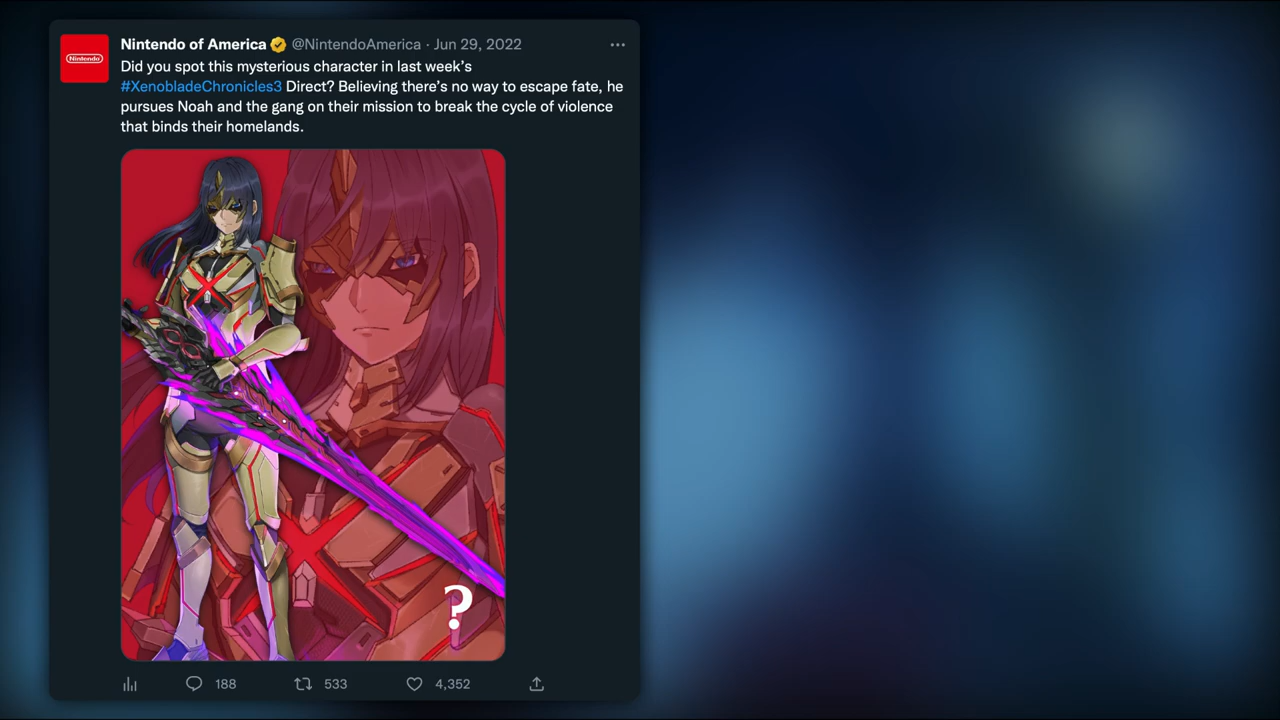 Nintendo of America @NintendoAmerica · Jun 29, 2022
Nintendo
Did you spot this mysterious character in last week's
#XenobladeChronicles3 Direct? Believing there's no way to escape fate, he
pursues Noah and the gang on their mission to break the cycle of violence
that binds their homelands.
?
188 533 4,352